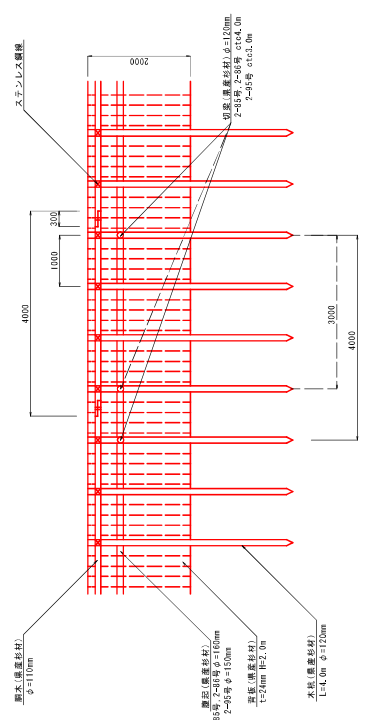 ステンレス鋼線
2000
切梁(県産杉材)φ=120mm
2-85号.2-86号 ctc4.0m
2-95号 ctc3.0m
300
1000
4000
3000
4000
胴木(県産杉材)
φ=110mm
腹起(県産杉材)
85号.2-86号 φ=160mm
2-95号 φ=150mm
背板(県産杉材)
t=24mm H=2.0m
木杭(県産杉材)
L=4.0m φ=120mm